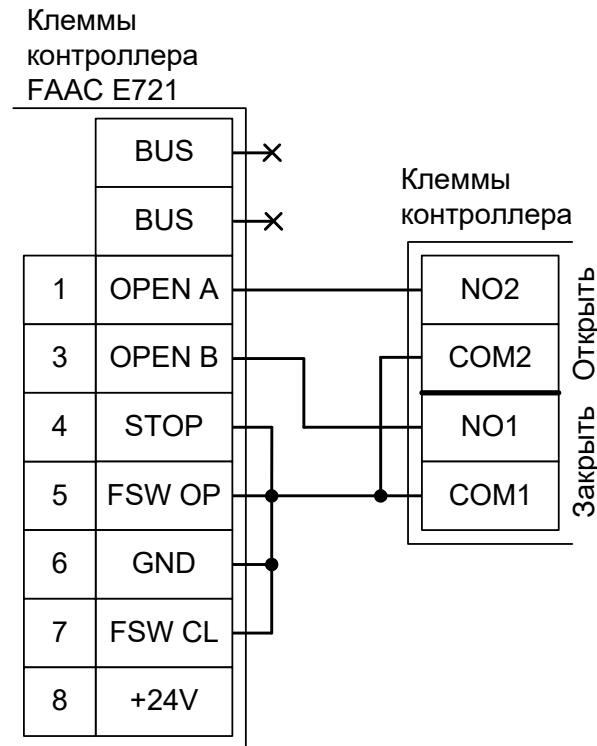 Клеммы
контроллера
FAAC E721
BUS
BUS
1 OPEN A
3 OPEN B
4 STOP
5 FSW OP
6 GND
7 FSW CL
8 +24V
Клеммы
контроллера
NO2
COM2
NO1
COM1
Открыть
Закрыть